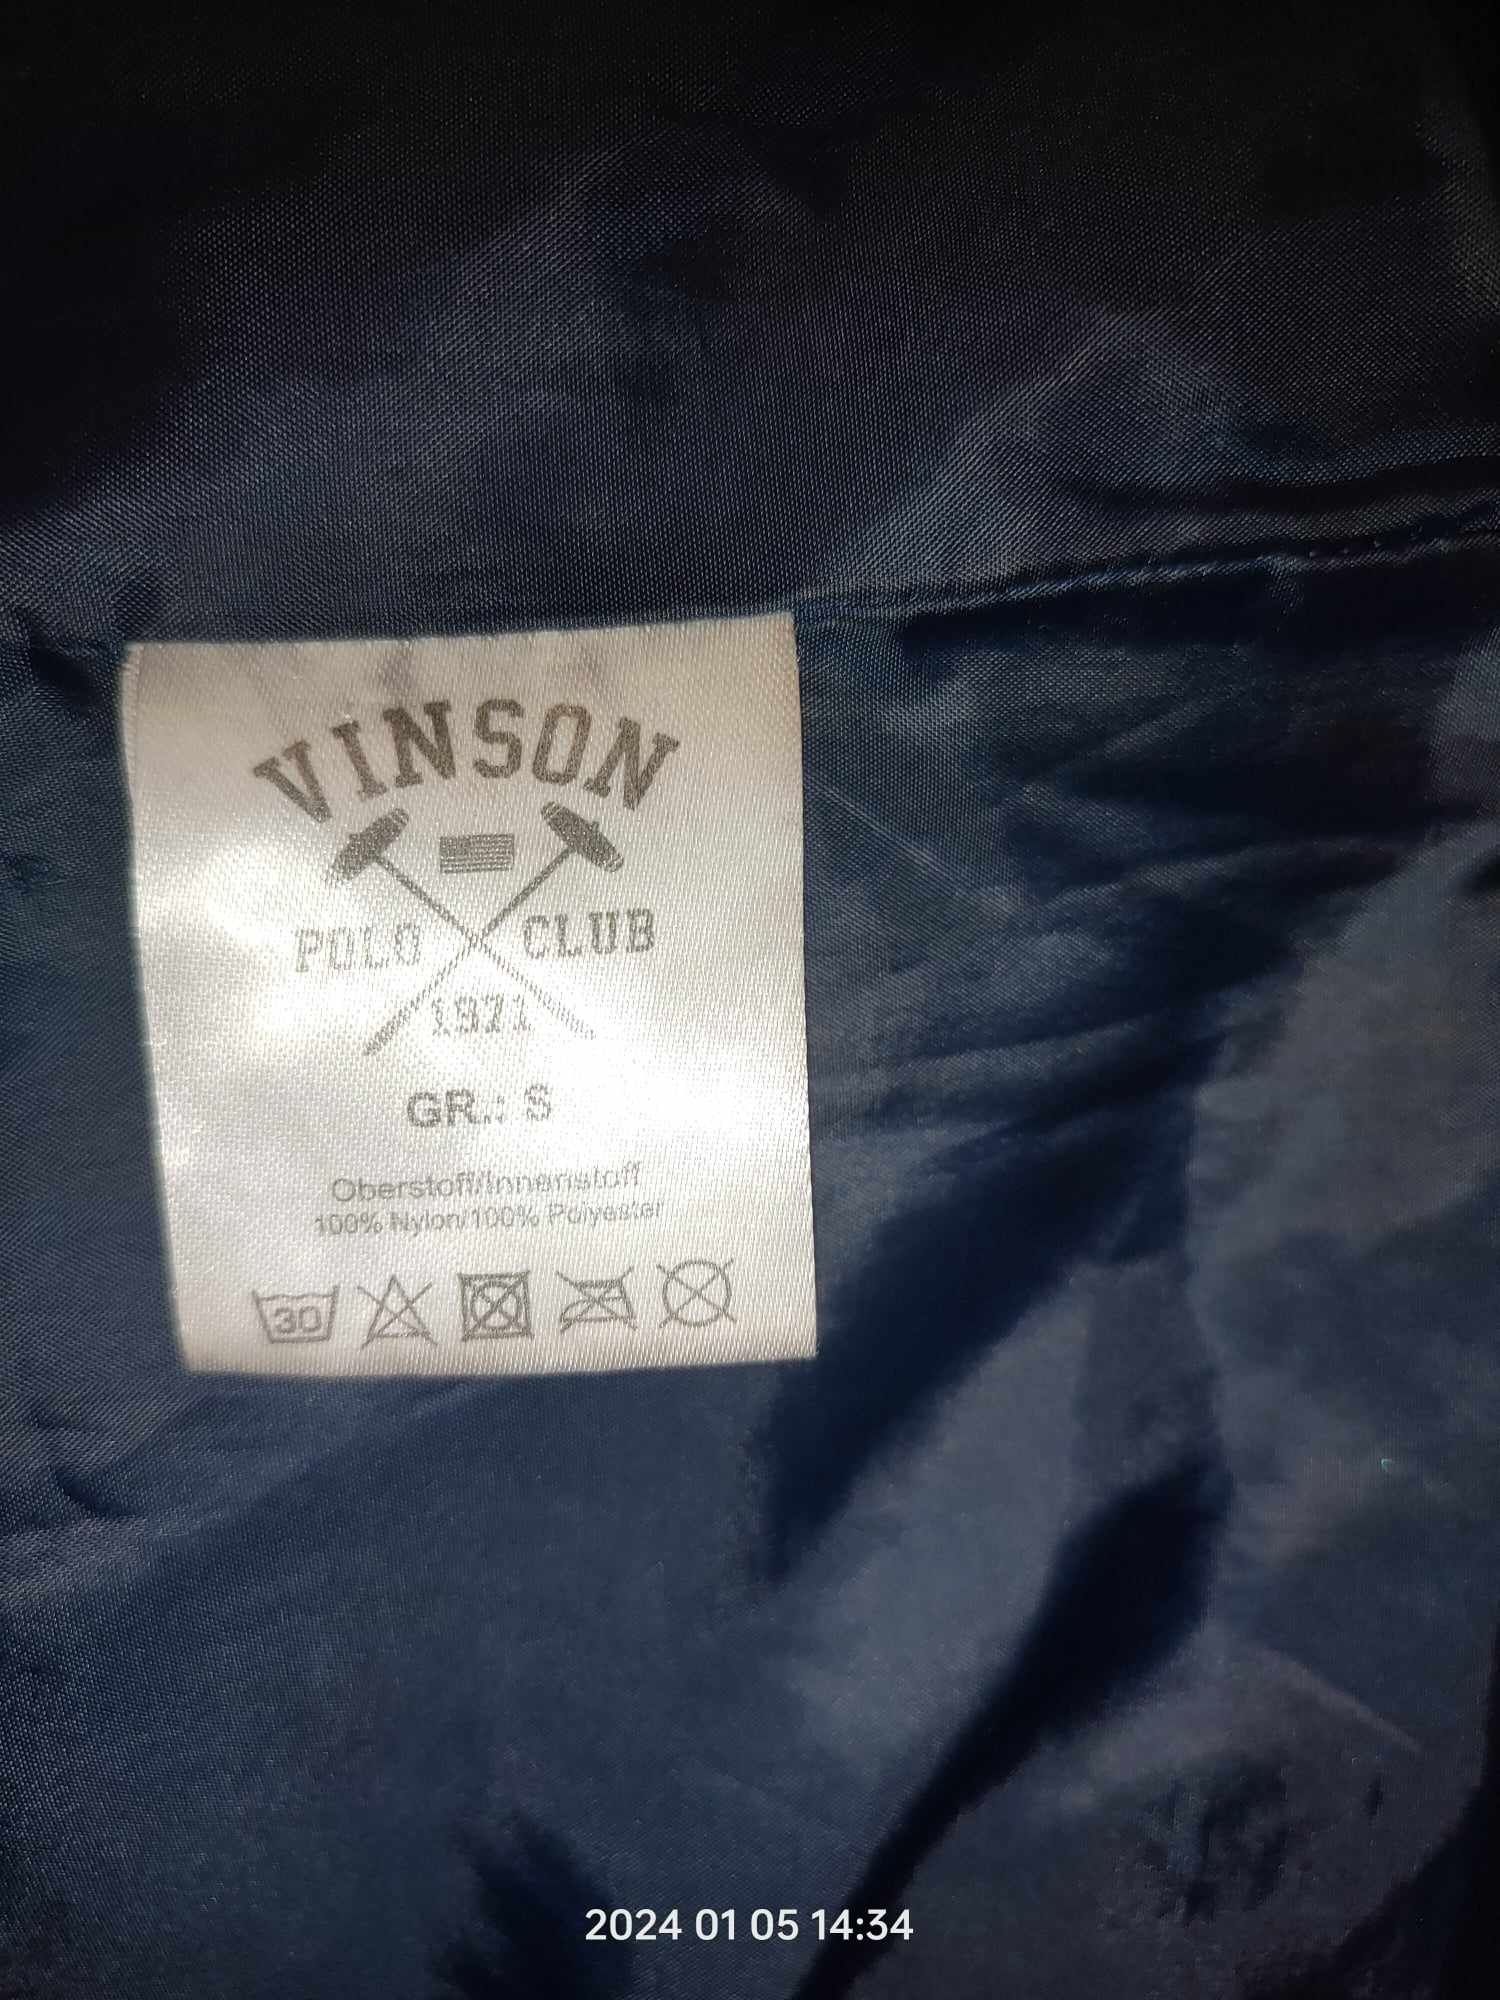 VINSON
POLO CLUB
1971
GR.: S
Oberstoff/Innenstoff
100% Nylon/100% Polyester
30
2024 01 05 14:34